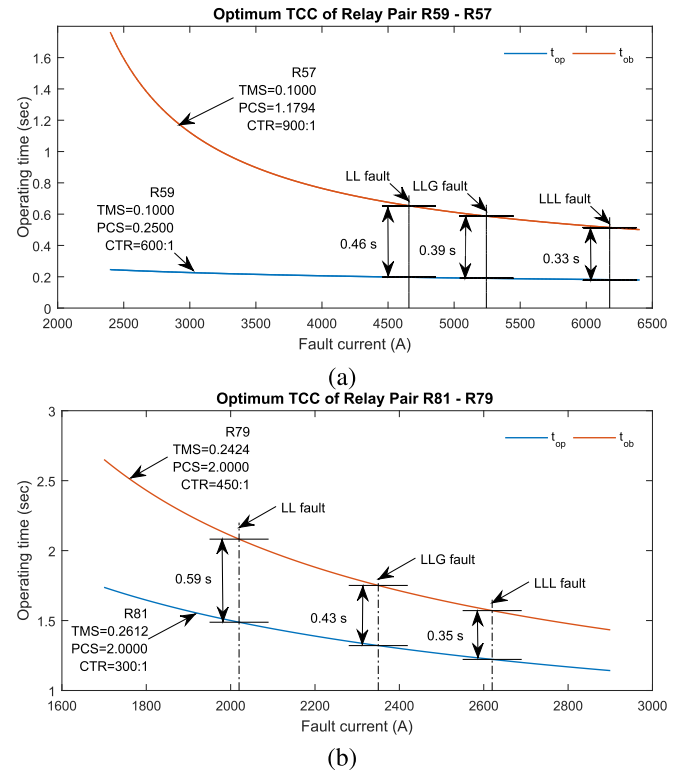 Optimum TCC of Relay Pair R59 - R57
Operating time (sec)
1.6
1.4
1.2
1
0.8
0.6
0.4
0.2
0
t_op
t_ob
R57
TMS=0.1000
PCS=1.1794
CTR=900:1
R59
TMS=0.1000
PCS=0.2500
CTR=600:1
LL fault
LLG fault
LLL fault
0.46 s
0.39 s
0.33 s
2000 2500 3000 3500 4000 4500 5000 5500 6000 6500
Fault current (A)
(a)
Optimum TCC of Relay Pair R81 - R79
Operating time (sec)
3
2.5
2
1.5
1
t_op
t_ob
R79
TMS=0.2424
PCS=2.0000
CTR=450:1
LL fault
LLG fault
LLL fault
0.59 s
0.43 s
0.35 s
R81
TMS=0.2612
PCS=2.0000
CTR=300:1
1600 1800 2000 2200 2400 2600 2800 3000
Fault current (A)
(b)